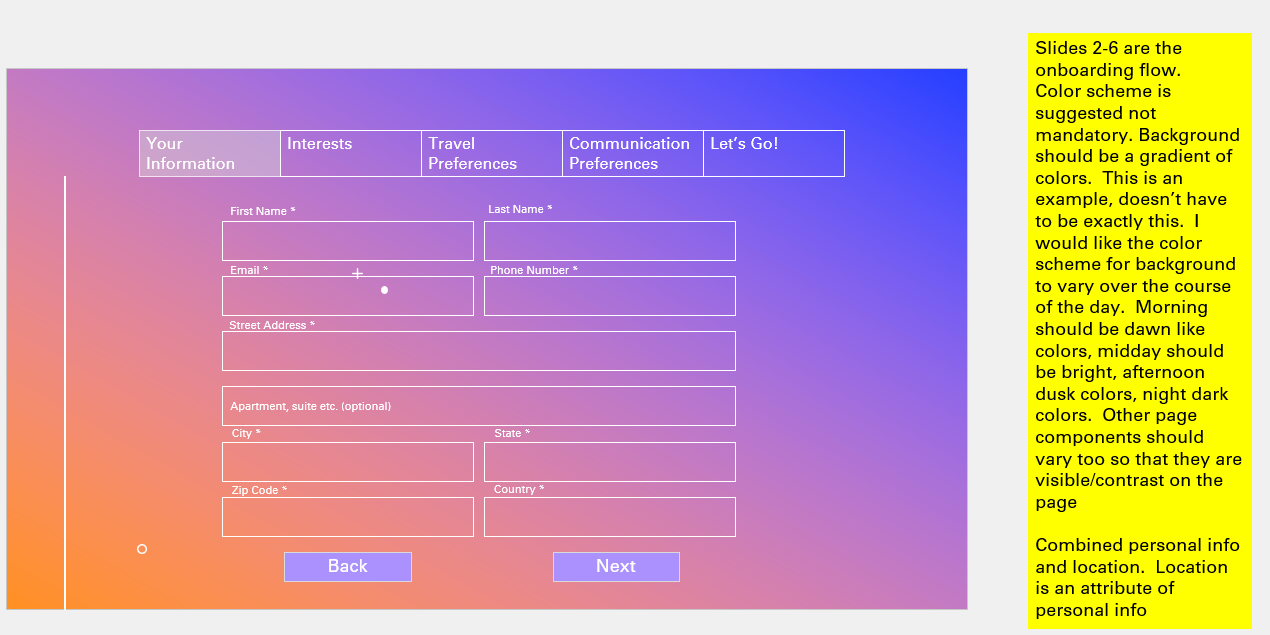 Your
Information
Interests
Travel
Preferences
Communication
Preferences
Let's Go!
First Name *
Last Name *
Email *
Phone Number *
Street Address *
Apartment, suite etc. (optional)
City *
State *
Zip Code *
Country *
Back
Next
Slides 2-6 are the
onboarding flow.
Color scheme is
suggested not
mandatory. Background
should be a gradient of
colors.  This is an
example, doesn't have
to be exactly this.  I
would like the color
scheme for background
to vary over the course
of the day.  Morning
should be dawn like
colors, midday should
be bright, afternoon
dusk colors, night dark
colors.  Other page
components should
vary too so that they are
visible/contrast on the
page
Combined personal info
and location.  Location
is an attribute of
personal info